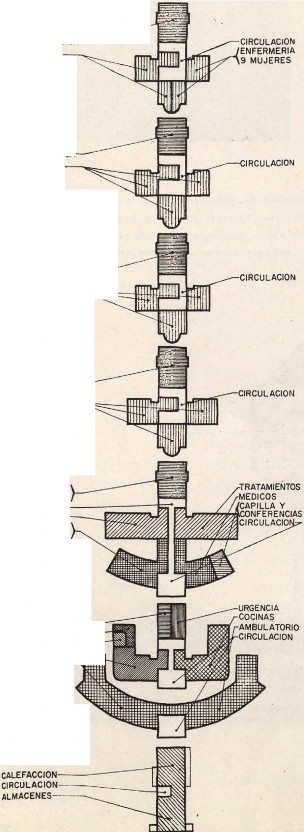 CIRCULACION
ENFERMERIA
9 MUJERES
CIRCULACION
CIRCULACION
CIRCULACION
TRATAMIENTOS
MEDICOS
CAPILLA Y
CONFERENCIAS
CIRCULACION
URGENCIA
COCINAS
AMBULATORIO
CIRCULACION
CALEFACCION
CIRCULACION
ALMACENES